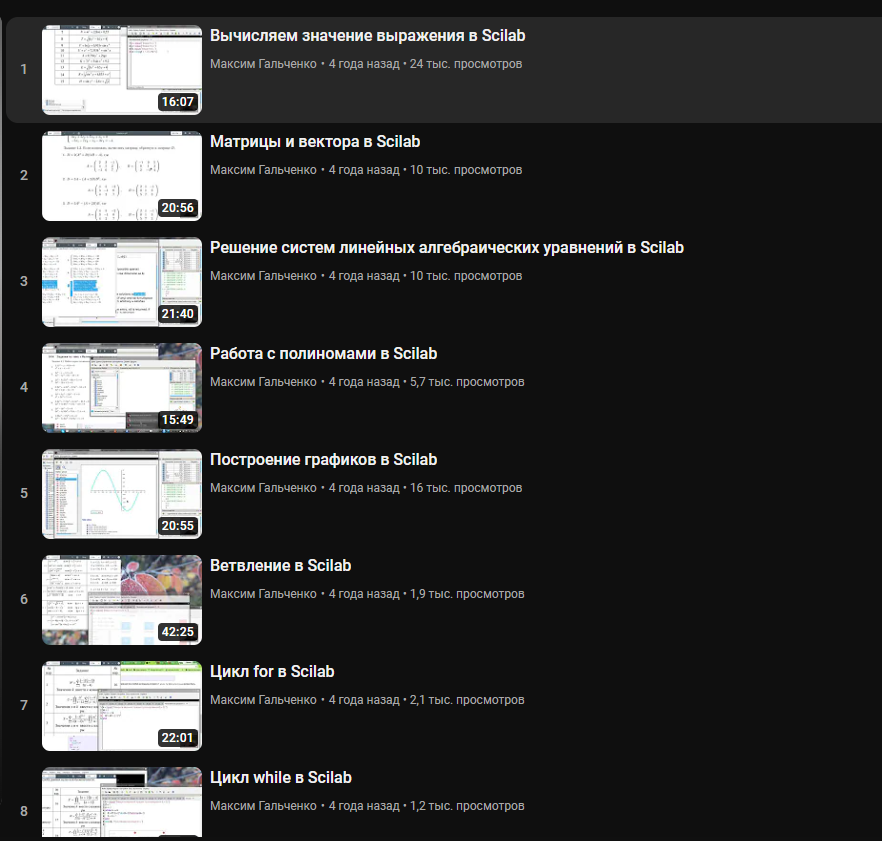 1
16:07
Вычисляем значение выражения в Scilab
Максим Гальченко • 4 года назад • 24 тыс. просмотров
2
20:56
Матрицы и вектора в Scilab
Максим Гальченко • 4 года назад • 10 тыс. просмотров
3
21:40
Решение систем линейных алгебраических уравнений в Scilab
Максим Гальченко • 4 года назад • 10 тыс. просмотров
4
15:49
Работа с полиномами в Scilab
Максим Гальченко • 4 года назад • 5,7 тыс. просмотров
5
20:55
Построение графиков в Scilab
Максим Гальченко • 4 года назад • 16 тыс. просмотров
6
42:25
Ветвление в Scilab
Максим Гальченко • 4 года назад • 1,9 тыс. просмотров
7
22:01
Цикл for в Scilab
Максим Гальченко • 4 года назад • 2,1 тыс. просмотров
8
Цикл while в Scilab
Максим Гальченко • 4 года назад • 1,2 тыс. просмотров